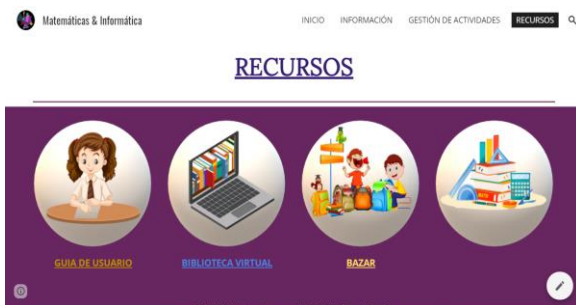 Matemáticas & Informática
INICIO INFORMACIÓN GESTIÓN DE ACTIVIDADES RECURSOS
RECURSOS
GUIA DE USUARIO BIBLIOTECA VIRTUAL BAZAR